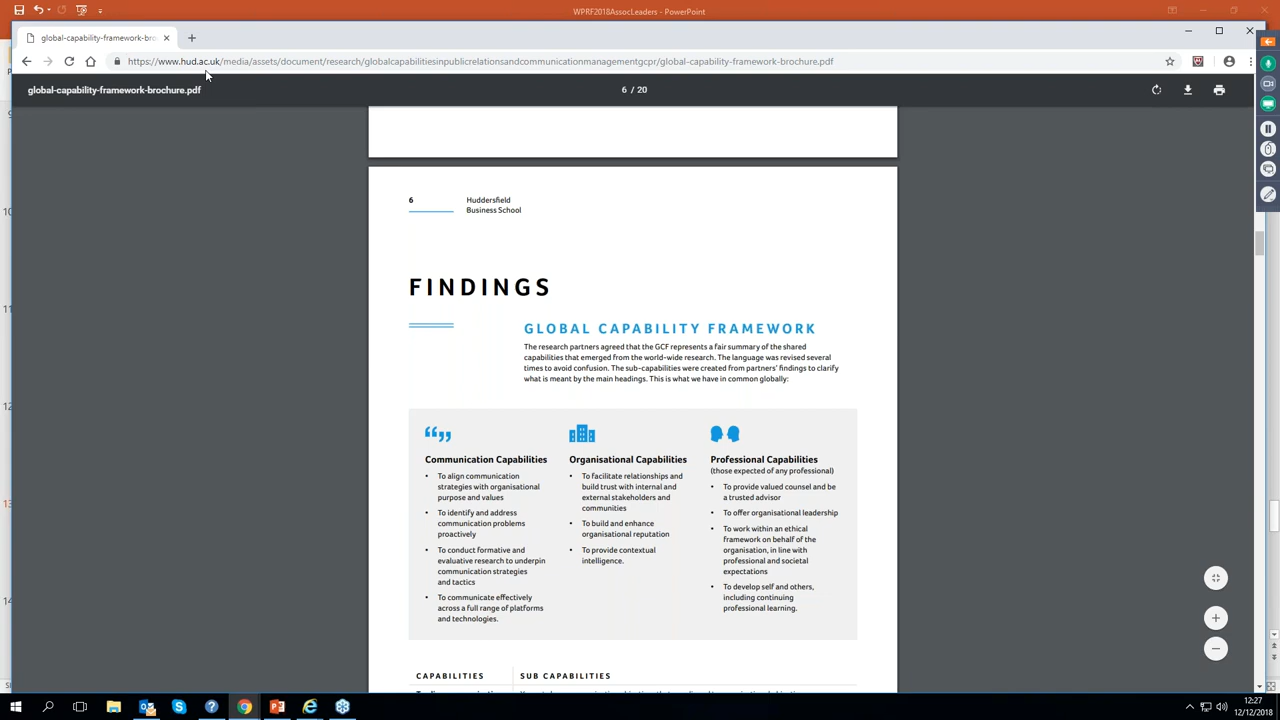 WPRF2018AssocLeaders - PowerPoint
global-capability-framework-bro
https://www.hud.ac.uk/media/assets/document/research/globalcapabilitiesinpublicrelationsandcommunicationmanagementgcpr/global-capability-framework-brochure.pdf
global-capability-framework-brochure.pdf
6 / 20
6
Huddersfield
Business School
FINDINGS
GLOBAL CAPABILITY FRAMEWORK
The research partners agreed that the GCF represents a fair summary of the shared
capabilities that emerged from the world-wide research. The language was revised several
times to avoid confusion. The sub-capabilities were created from partners' findings to clarify
what is meant by the main headings. This is what we have in common globally:
Communication Capabilities
• To align communication
strategies with organisational
purpose and values
• To identify and address
communication problems
proactively
• To conduct formative and
evaluative research to underpin
communication strategies
and tactics
• To communicate effectively
across a full range of platforms
and technologies.
Organisational Capabilities
• To facilitate relationships and
build trust with internal and
external stakeholders and
communities
• To build and enhance
organisational reputation
• To provide contextual
intelligence.
Professional Capabilities
(those expected of any professional)
• To provide valued counsel and be
a trusted advisor
• To offer organisational leadership
• To work within an ethical
framework on behalf of the
organisation, in line with
professional and societal
expectations
• To develop self and others,
including continuing
professional learning.
CAPABILITIES
SUB CAPABILITIES
12:27
12/12/2018